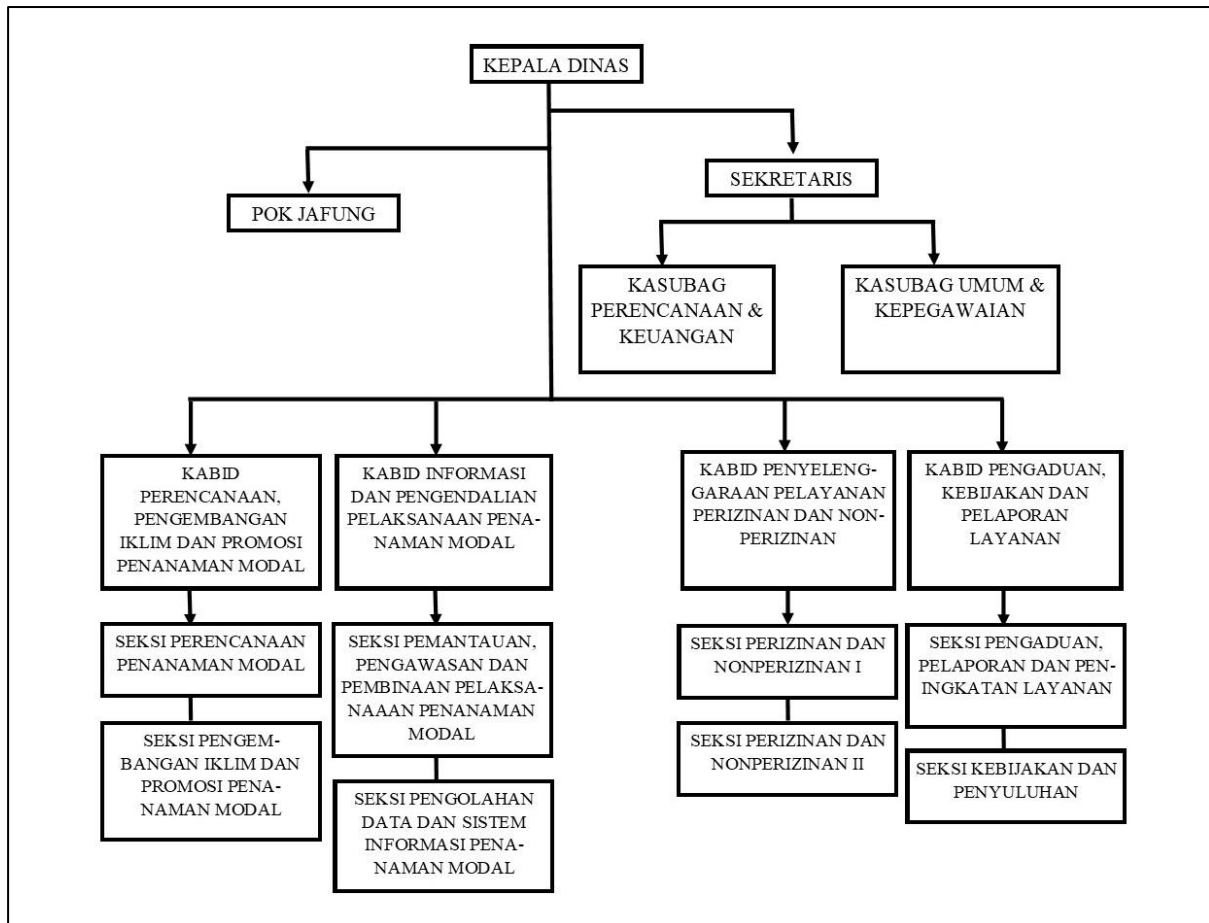 KEPALA DINAS
SEKRETARIS
POK JAFUNG
KASUBAG
PERENCANAAN &
KEUANGAN
KASUBAG UMUM &
KEPEGAWAIAN
KABID
PERENCANAAN,
PENGEMBANGAN
IKLIM DAN PROMOSI
PENANAMAN MODAL
KABID INFORMASI
DAN PENGENDALIAN
PELAKSANAAN PENA-
NAMAN MODAL
KABID PENYELENG-
GARAAN PELAYANAN
PERIZINAN DAN NON-
PERIZINAN
KABID PENGADUAN,
KEBIJAKAN DAN
PELAPORAN
LAYANAN
SEKSI PERENCANAAN
PENANAMAN MODAL
SEKSI PEMANTAUAN,
PENGAWASAN DAN
PEMBINAAN PELAKSA-
NAAAN PENANAMAN
MODAL
SEKSI PERIZINAN DAN
NONPERIZINAN I
SEKSI PENGADUAN,
PELAPORAN DAN PEN-
INGKATAN LAYANAN
SEKSI PENGEM-
BANGAN IKLIM DAN
PROMOSI PENA-
NAMAN MODAL
SEKSI PENGOLAHAN
DATA DAN SISTEM
INFORMASI PENA-
NAMAN MODAL
SEKSI PERIZINAN DAN
NONPERIZINAN II
SEKSI KEBIJAKAN DAN
PENYULUHAN